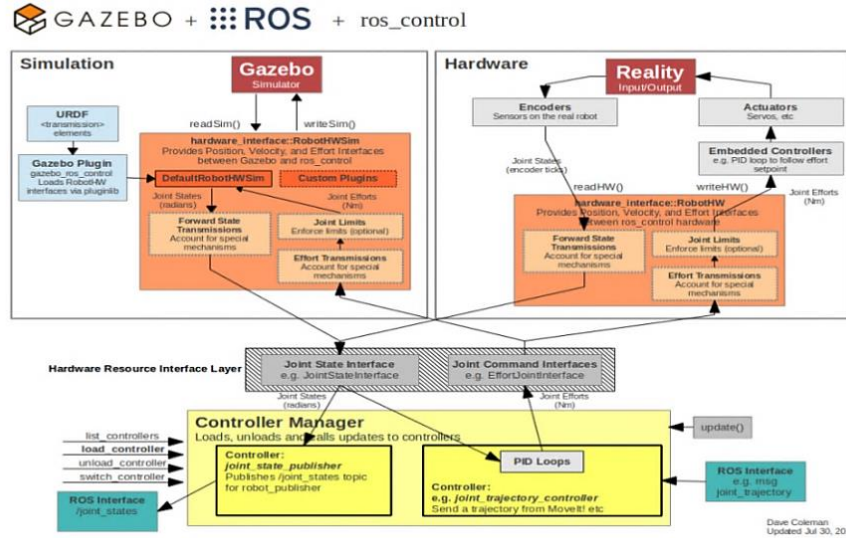 GAZEBO + ROS + ros_control
Simulation
Gazebo
Simulator
URDF
<transmission>
elements
readSim()
writeSim()
hardware_interface::RobotHWSim
Provides Position, Velocity, and Effort Interfaces
between Gazebo and ros_control
Gazebo Plugin
gazebo_ros_control
Loads RobotHW
interfaces via pluginlib
DefaultRobotHWSim
Custom Plugins
Joint States
(radians)
Joint Efforts
(Nm)
Forward State
Transmissions
Account for special
mechanisms
Joint Limits
Enforce limits (optional)
Effort Transmissions
Account for special
mechanisms
Hardware
Reality
Input/Output
Encoders
Sensors on the real robot
Actuators
Servos, etc
Embedded Controllers
e.g. PID loop to follow effort
setpoint
Joint States
(encoder ticks)
readHW()
writeHW()
Joint Efforts
(Nm)
hardware_interface::RobotHW
Provides Position, Velocity, and Effort Interfaces
between ros_control hardware
Forward State
Transmissions
Account for special
mechanisms
Joint Limits
Enforce limits (optional)
Effort Transmissions
Account for special
mechanisms
Hardware Resource Interface Layer
Joint State Interface
e.g. JointStateInterface
Joint Command Interfaces
e.g. EffortJointInterface
Joint States
(radians)
Joint Efforts
(Nm)
Controller Manager
Loads, unloads and calls updates to controllers
update()
list_controllers
load_controller
unload_controller
switch_controller
Controller:
joint_state_publisher
Publishes /joint_states topic
for robot_publisher
PID Loops
Controller:
e.g. joint_trajectory_controller
Send a trajectory from MoveIt! etc
ROS Interface
/joint_states
ROS Interface
e.g. msg
joint_trajectory
Dave Coleman
Updated Jul 30, 20